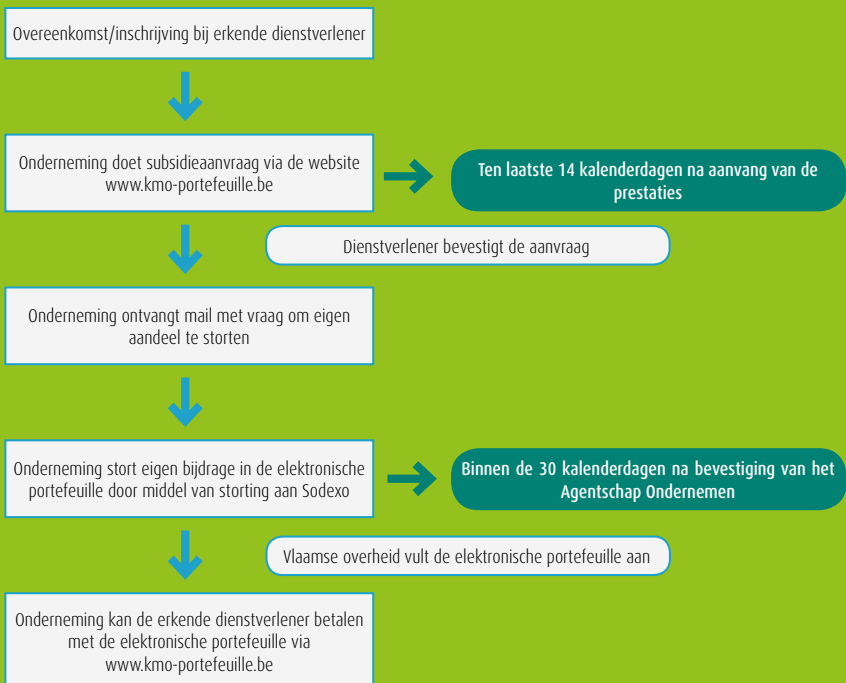 Overeenkomst/inschrijving bij erkende dienstverlener
Onderneming doet subsidieaanvraag via de website
www.kmo-portefeuille.be
Ten laatste 14 kalenderdagen na aanvang van de
prestaties
Dienstverlener bevestigt de aanvraag
Onderneming ontvangt mail met vraag om eigen
aandeel te storten
Onderneming stort eigen bijdrage in de elektronische
portefeuille door middel van storting aan Sodexo
Binnen de 30 kalenderdagen na bevestiging van het
Agentschap Ondernemen
Vlaamse overheid vult de elektronische portefeuille aan
Onderneming kan de erkende dienstverlener betalen
met de elektronische portefeuille via
www.kmo-portefeuille.be